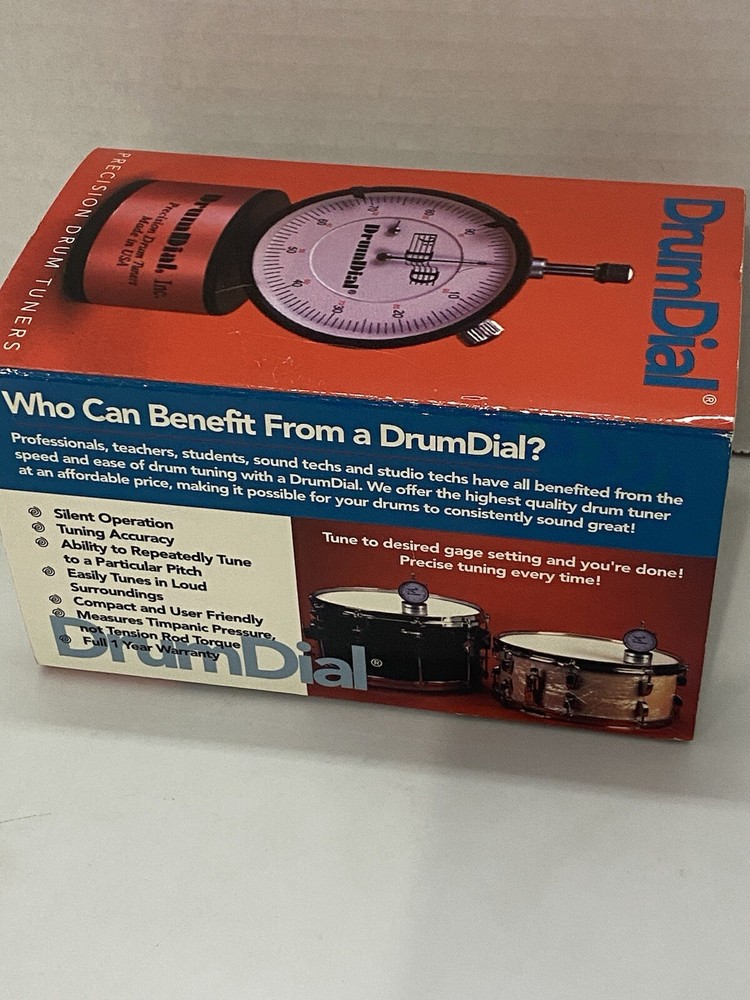 PRECISION DRUM TUNERS
DrumDial, Inc.
Precision Drum Tuner
Made in USA
DrumDial®
DrumDial®
Who Can Benefit From a DrumDial?
Professionals, teachers, students, sound techs and studio techs have all benefited from the
speed and ease of drum tuning with a DrumDial. We offer the highest quality drum tuner
at an affordable price, making it possible for your drums to consistently sound great!
Silent Operation
Tuning Accuracy
Ability to Repeatedly Tune
to a Particular Pitch
Easily Tunes in Loud
Surroundings
Compact and User Friendly
Measures Timpanic Pressure,
not Tension Rod Torque
Full 1 Year Warranty
DrumDial®
Tune to desired gage setting and you're done!
Precise tuning every time!